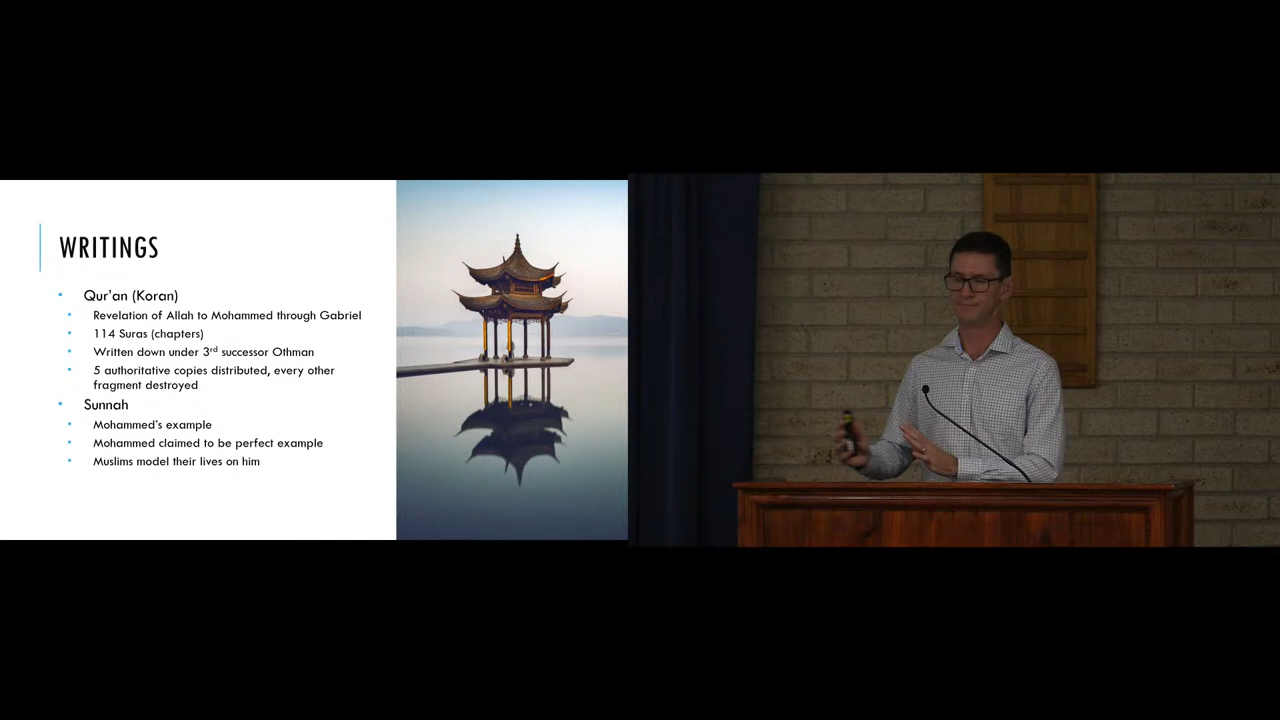 WRITINGS
Qur'an (Koran)
Revelation of Allah to Mohammed through Gabriel
114 Suras (chapters)
Written down under 3rd successor Othman
5 authoritative copies distributed, every other
fragment destroyed
Sunnah
Mohammed's example
Mohammed claimed to be perfect example
Muslims model their lives on him